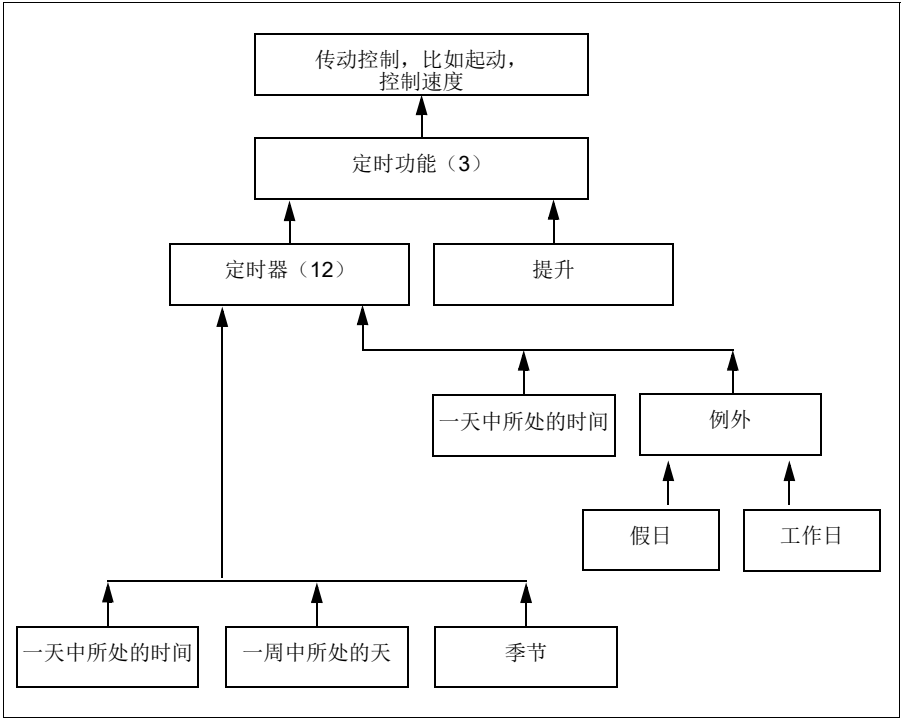 传动控制，比如起动，
控制速度
定时功能（3）
定时器（12）
提升
一天中所处的时间
例外
假日
工作日
一天中所处的时间
一周中所处的天
季节